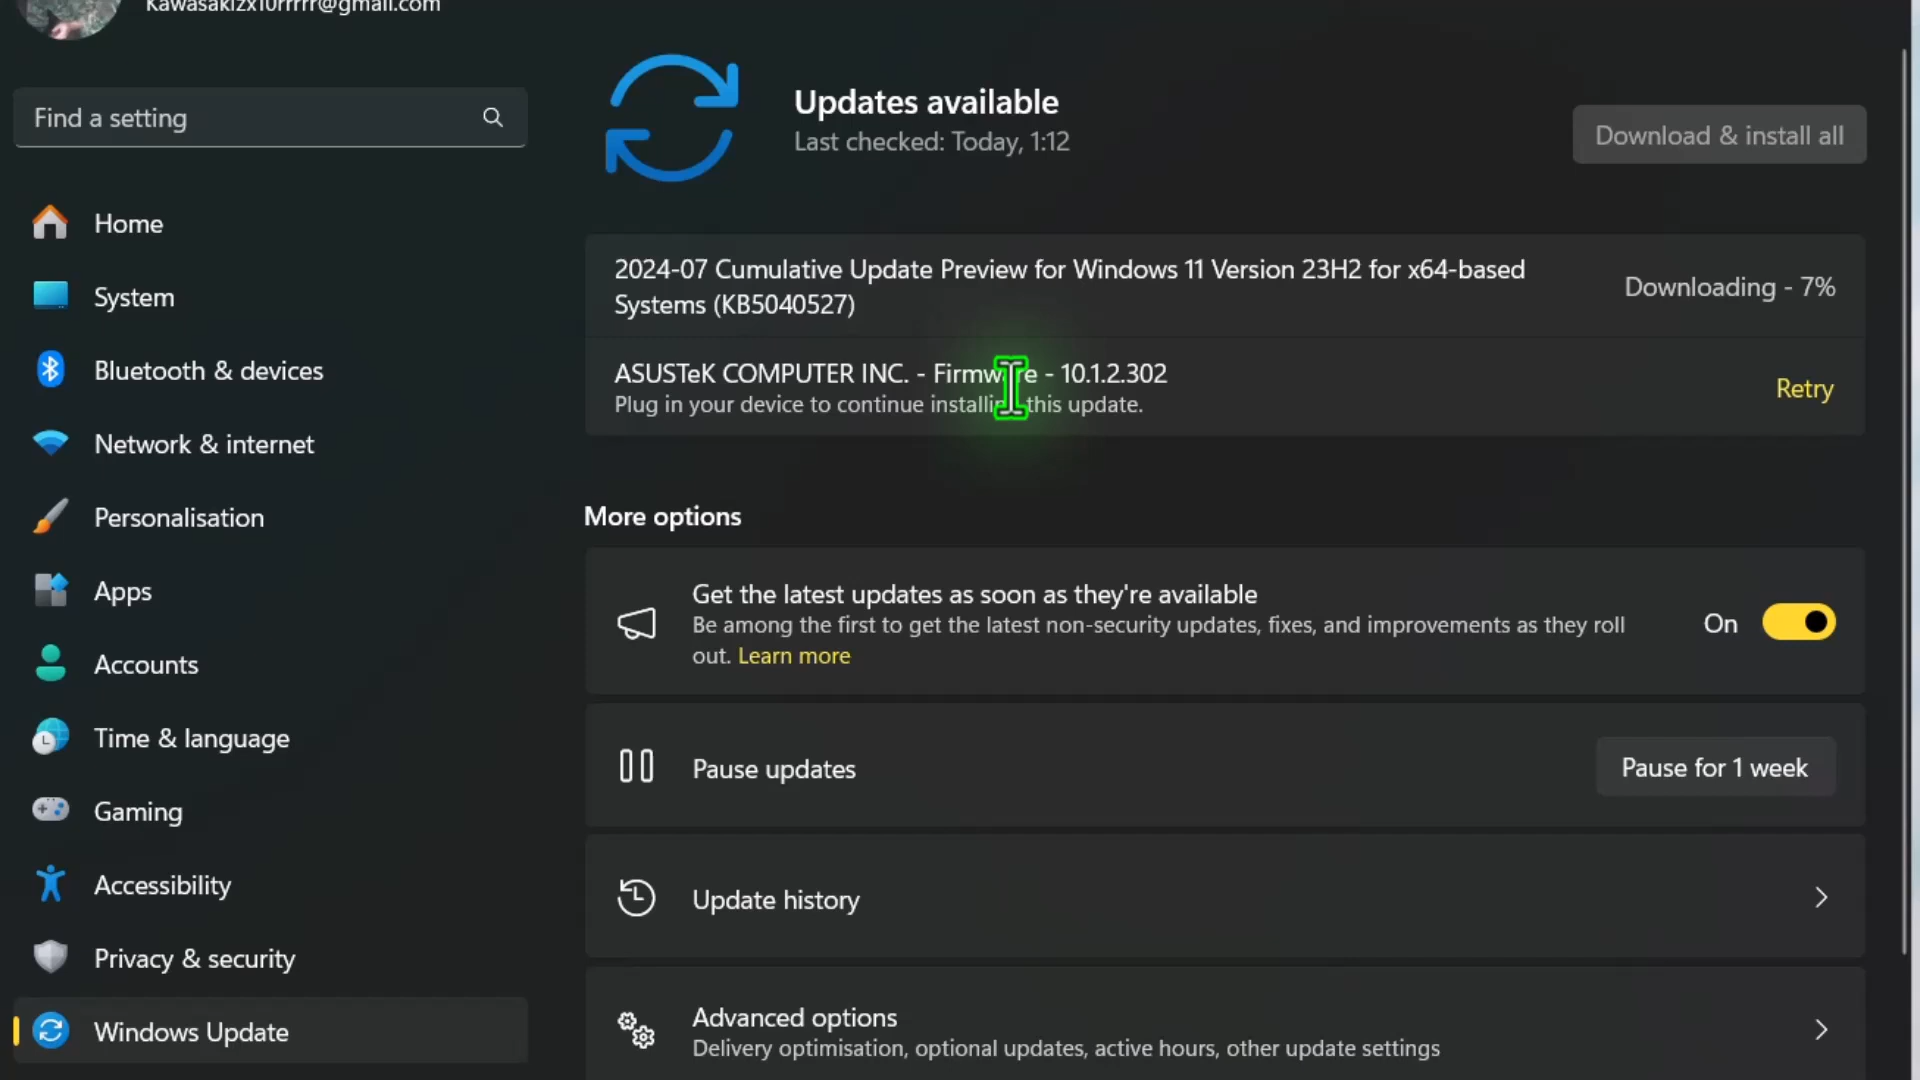 Kawasakizx10rrrrr@gmail.com
Find a setting
Home
System
Bluetooth & devices
Network & internet
Personalisation
Apps
Accounts
Time & language
Gaming
Accessibility
Privacy & security
Windows Update
Updates available
Last checked: Today, 1:12
Download & install all
2024-07 Cumulative Update Preview for Windows 11 Version 23H2 for x64-based
Systems (KB5040527)
Downloading - 7%
ASUSTeK COMPUTER INC. - Firmware - 10.1.2.302
Plug in your device to continue installing this update.
Retry
More options
Get the latest updates as soon as they're available
Be among the first to get the latest non-security updates, fixes, and improvements as they roll
out. Learn more
On
Pause updates
Pause for 1 week
Update history
Advanced options
Delivery optimisation, optional updates, active hours, other update settings